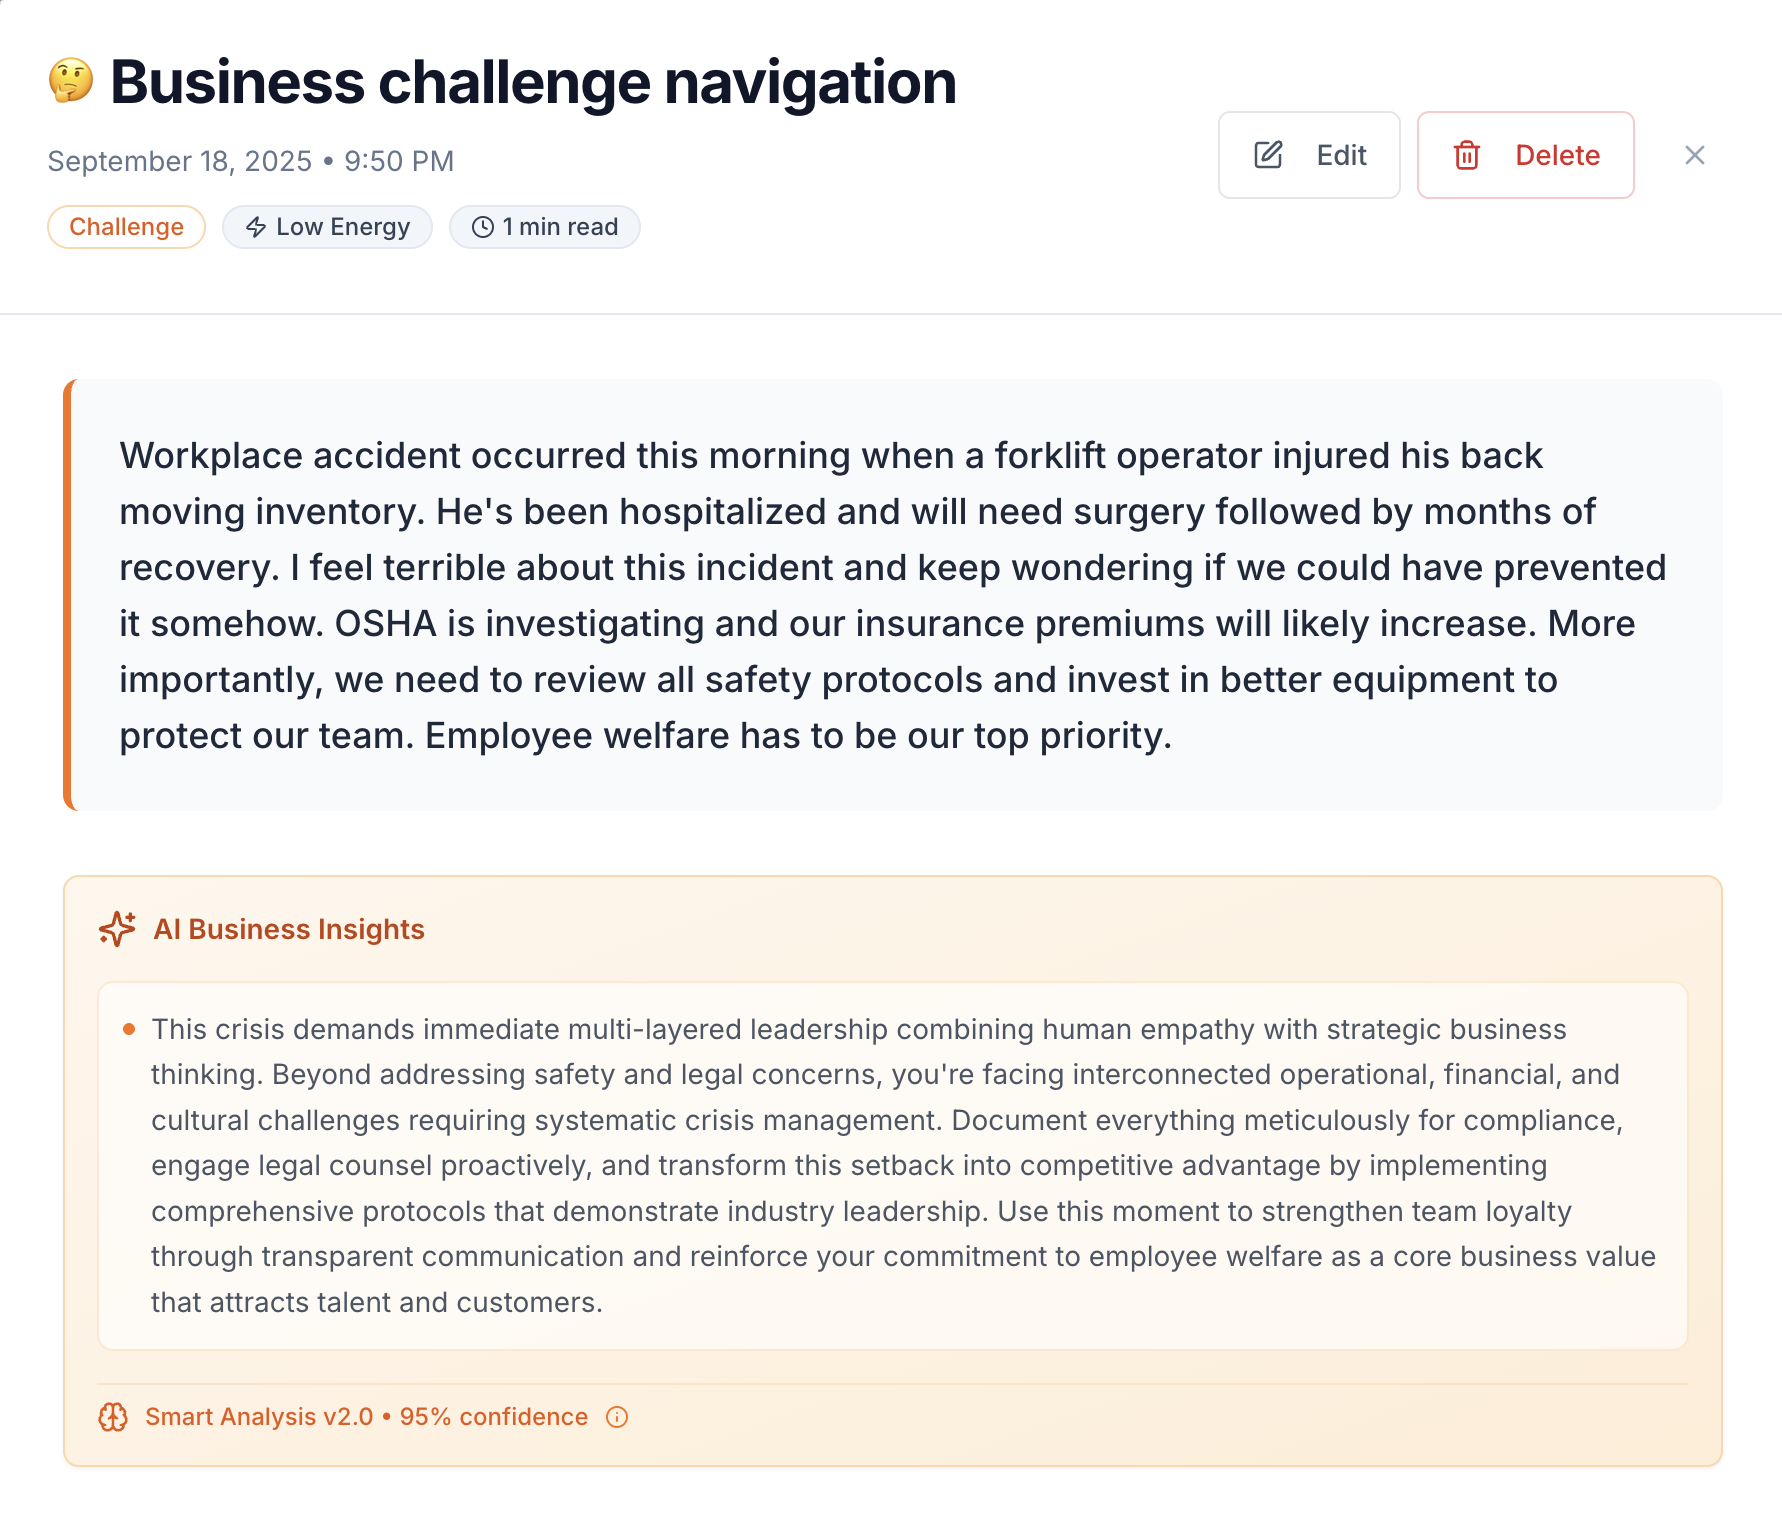 🤔 Business challenge navigation
September 18, 2025 • 9:50 PM
Edit
Delete
Challenge
Low Energy
1 min read
Workplace accident occurred this morning when a forklift operator injured his back
moving inventory. He's been hospitalized and will need surgery followed by months of
recovery. I feel terrible about this incident and keep wondering if we could have prevented
it somehow. OSHA is investigating and our insurance premiums will likely increase. More
importantly, we need to review all safety protocols and invest in better equipment to
protect our team. Employee welfare has to be our top priority.
AI Business Insights
• This crisis demands immediate multi-layered leadership combining human empathy with strategic business
thinking. Beyond addressing safety and legal concerns, you're facing interconnected operational, financial, and
cultural challenges requiring systematic crisis management. Document everything meticulously for compliance,
engage legal counsel proactively, and transform this setback into competitive advantage by implementing
comprehensive protocols that demonstrate industry leadership. Use this moment to strengthen team loyalty
through transparent communication and reinforce your commitment to employee welfare as a core business value
that attracts talent and customers.
Smart Analysis v2.0 • 95% confidence